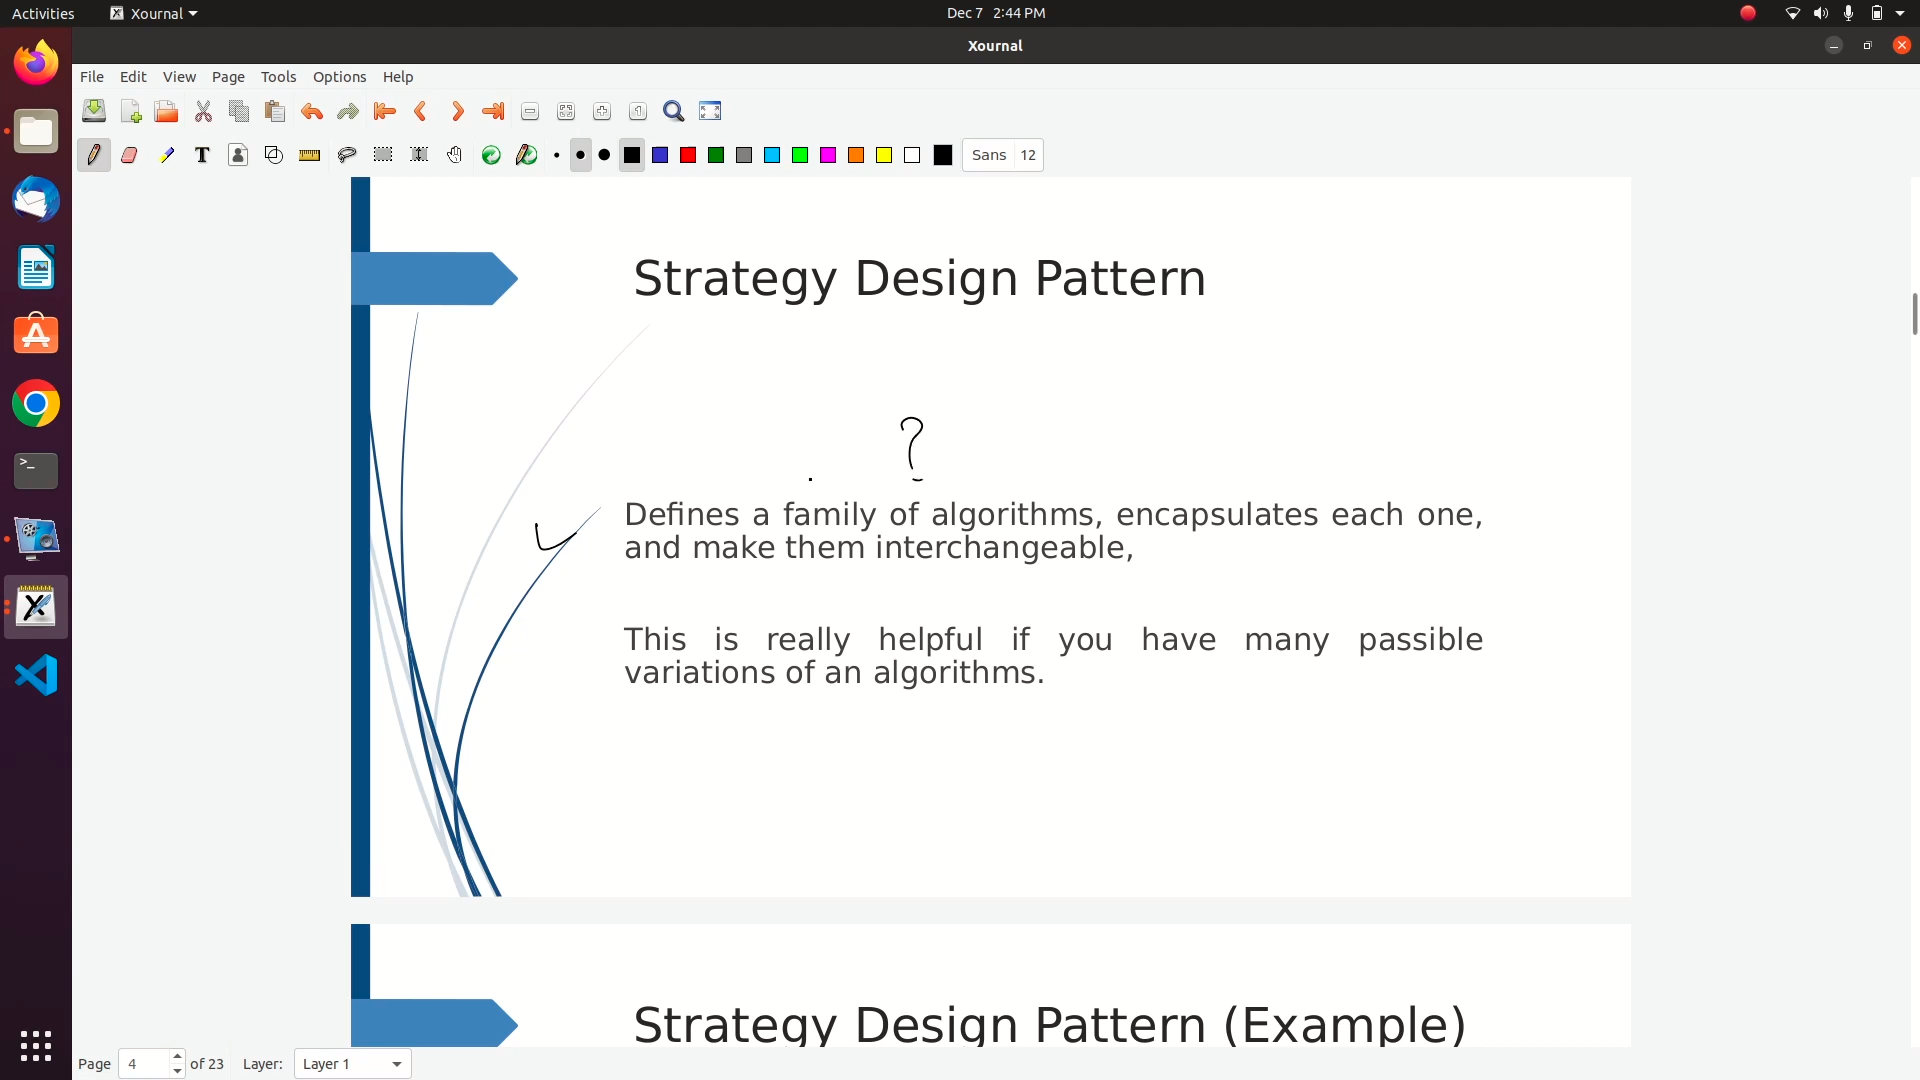 Activities Xournal Dec 7 2:44 PM
Xournal
File Edit View Page Tools Options Help
T Sans 12
Strategy Design Pattern
?
Defines a family of algorithms, encapsulates each one,
and make them interchangeable,
This is really helpful if you have many passible
variations of an algorithms.
Strategy Design Pattern (Example)
Page 4 of 23 Layer: Layer 1